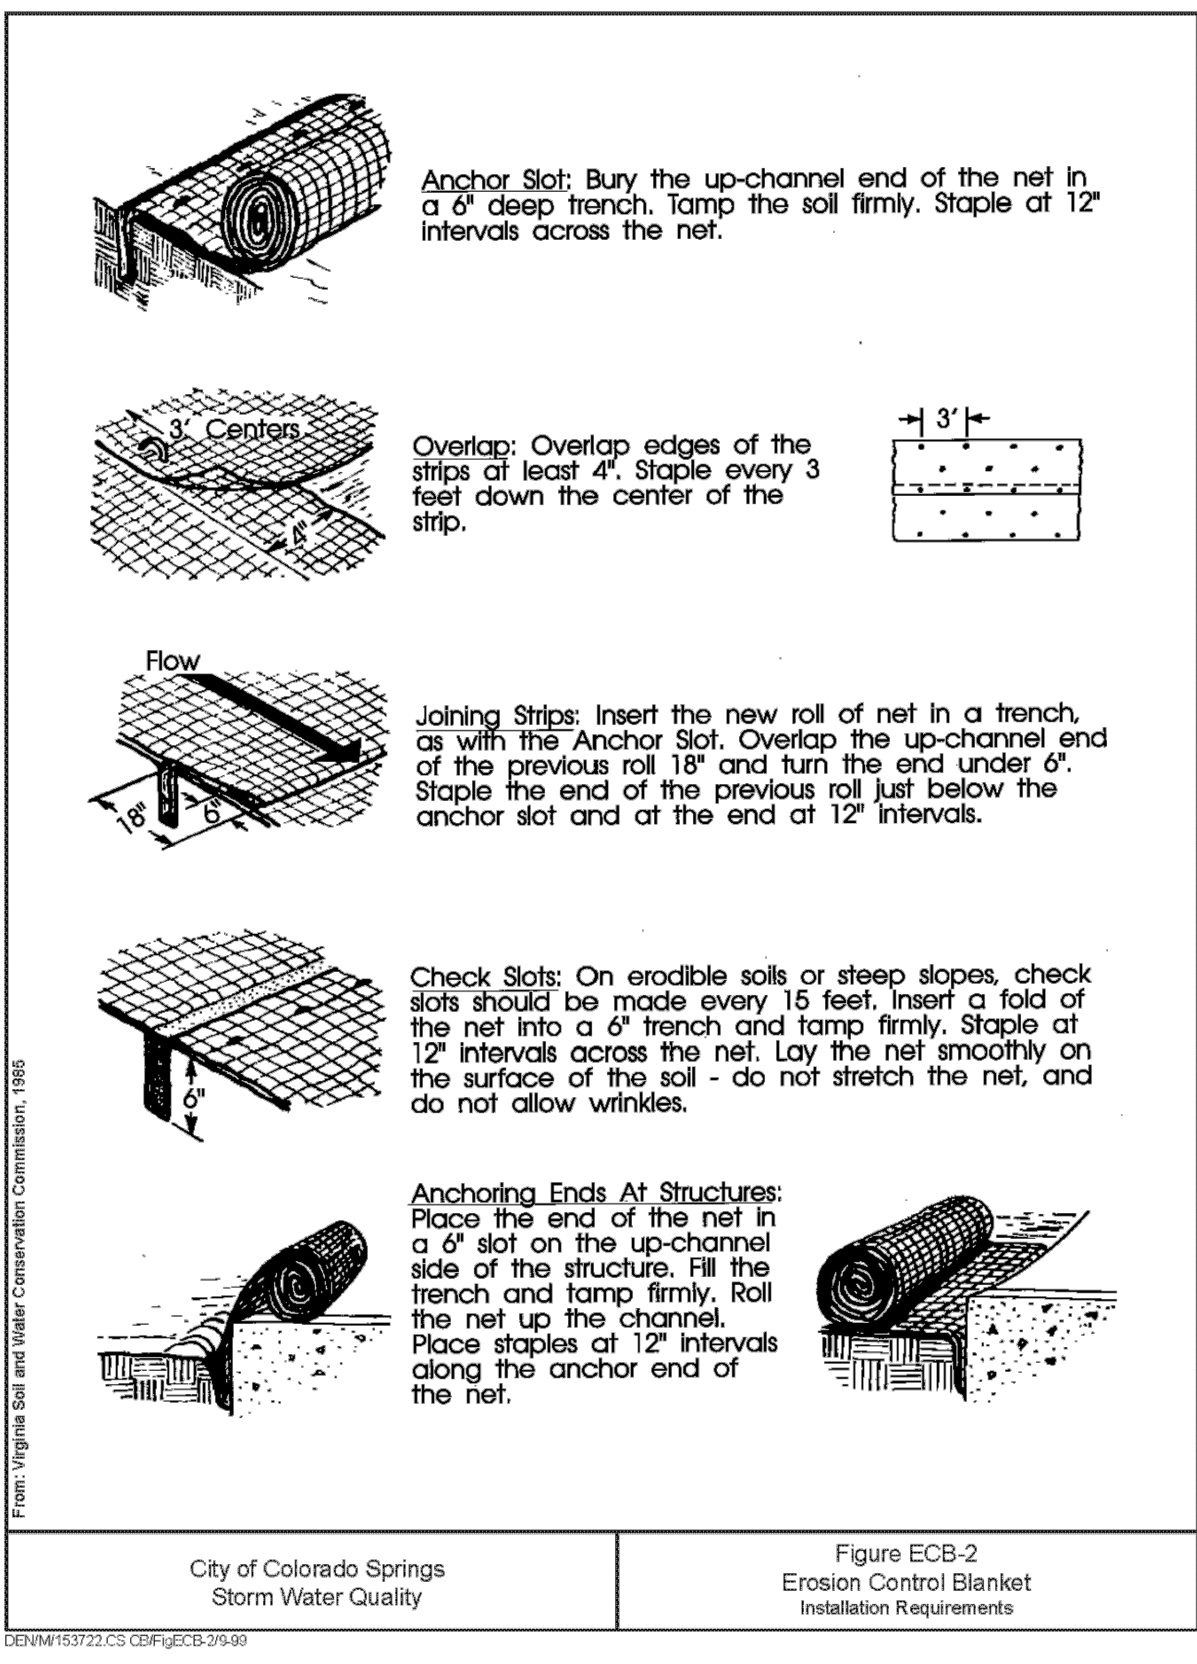 Anchor Slot: Bury the up-channel end of the net in
a 6" deep trench. Tamp the soil firmly. Staple at 12"
intervals across the net.
3' Centers
4"
Overlap: Overlap edges of the
strips at least 4". Staple every 3
feet down the center of the
strip.
3'
Flow
18"
6"
Joining Strips: Insert the new roll of net in a trench,
as with the Anchor Slot. Overlap the up-channel end
of the previous roll 18" and turn the end under 6".
Staple the end of the previous roll just below the
anchor slot and at the end at 12" intervals.
6"
Check Slots: On erodible soils or steep slopes, check
slots should be made every 15 feet. Insert a fold of
the net into a 6" trench and tamp firmly. Staple at
12" intervals across the net. Lay the net smoothly on
the surface of the soil - do not stretch the net, and
do not allow wrinkles.
Anchoring Ends At Structures:
Place the end of the net in
a 6" slot on the up-channel
side of the structure. Fill the
trench and tamp firmly. Roll
the net up the channel.
Place staples at 12" intervals
along the anchor end of
the net.
From: Virginia Soil and Water Conservation Commission, 1985
City of Colorado Springs
Storm Water Quality
Figure ECB-2
Erosion Control Blanket
Installation Requirements
DEN/M/153722.CS CB/FigECB-2/9-99